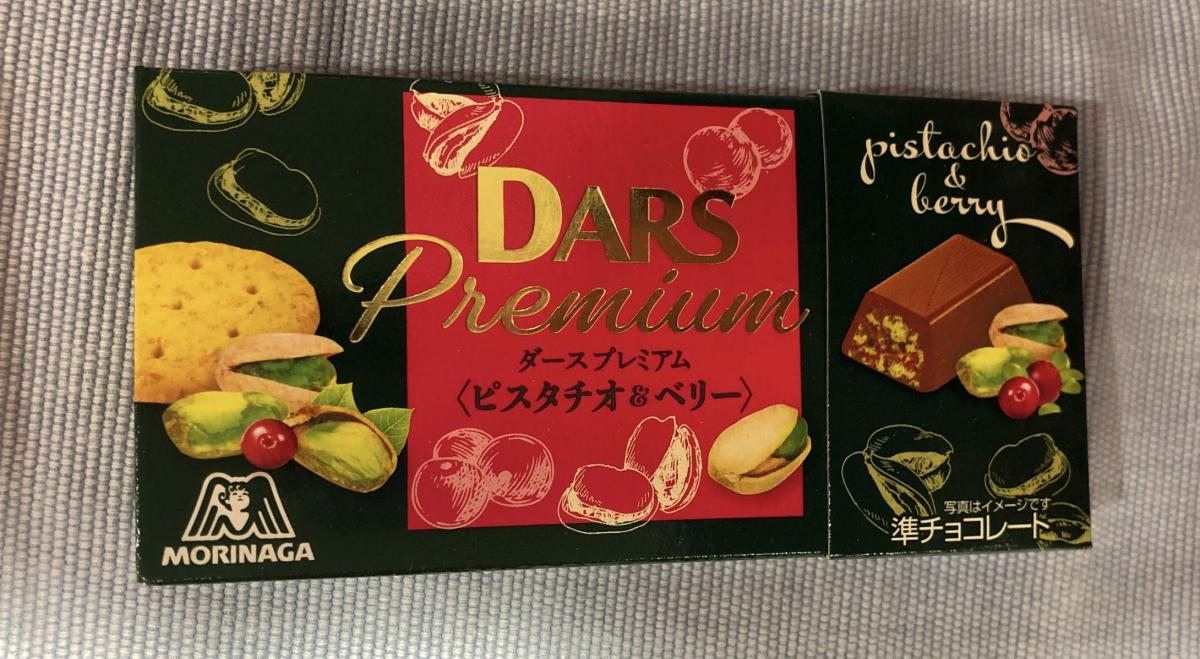 DARS
Premium
ダースプレミアム
〈ピスタチオ&ベリー〉
MORINAGA
pistachio
&
berry
写真はイメージです
準チョコレート